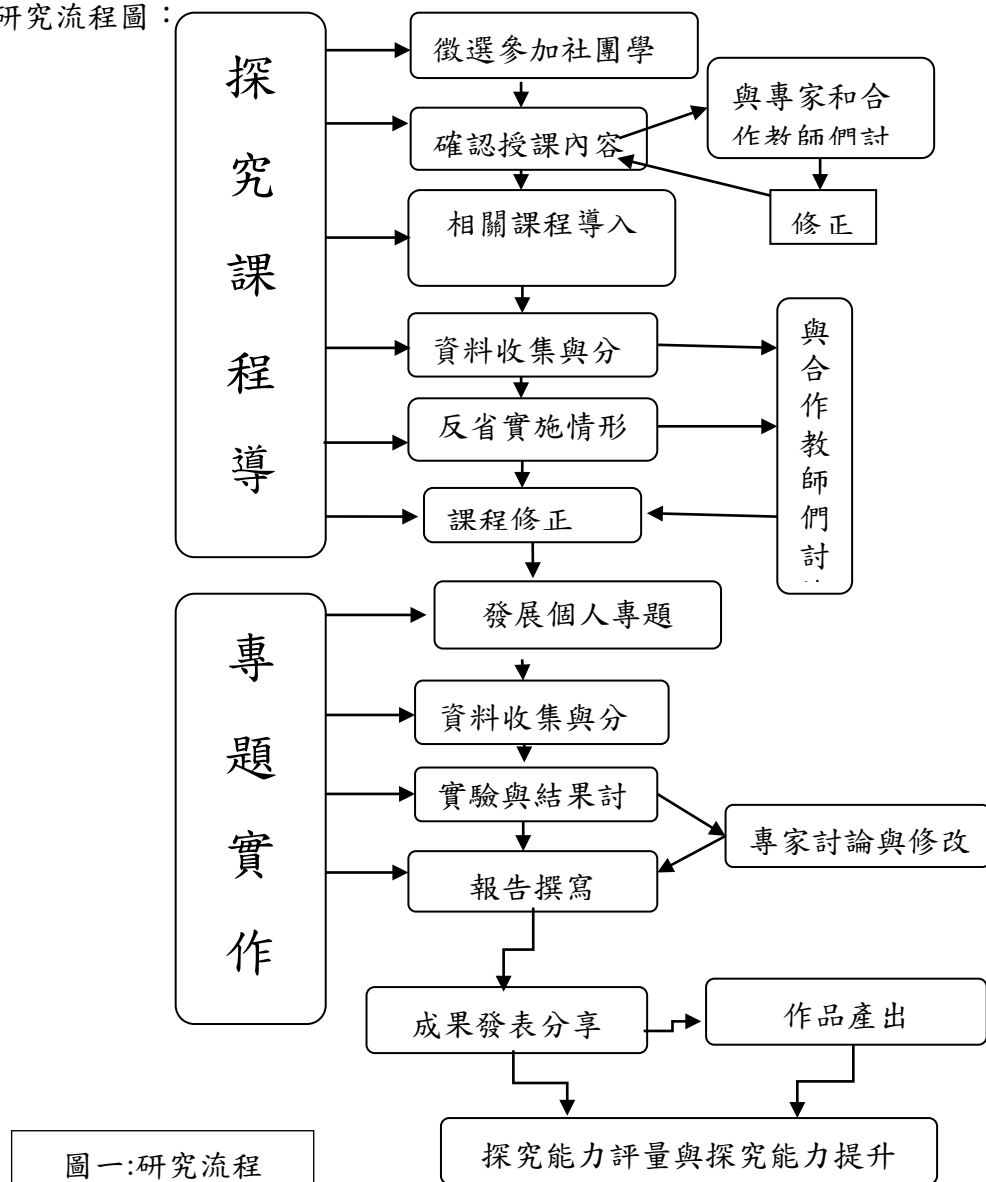 研究流程圖：
探究課程導
徵選參加社團學
確認授課內容
與專家和合
作教師們討
修正
相關課程導入
資料收集與分
反省實施情形
與合作教師們討
課程修正
專題實作
發展個人專題
資料收集與分
實驗與結果討
專家討論與修改
報告撰寫
成果發表分享
作品產出
探究能力評量與探究能力提升
圖一:研究流程